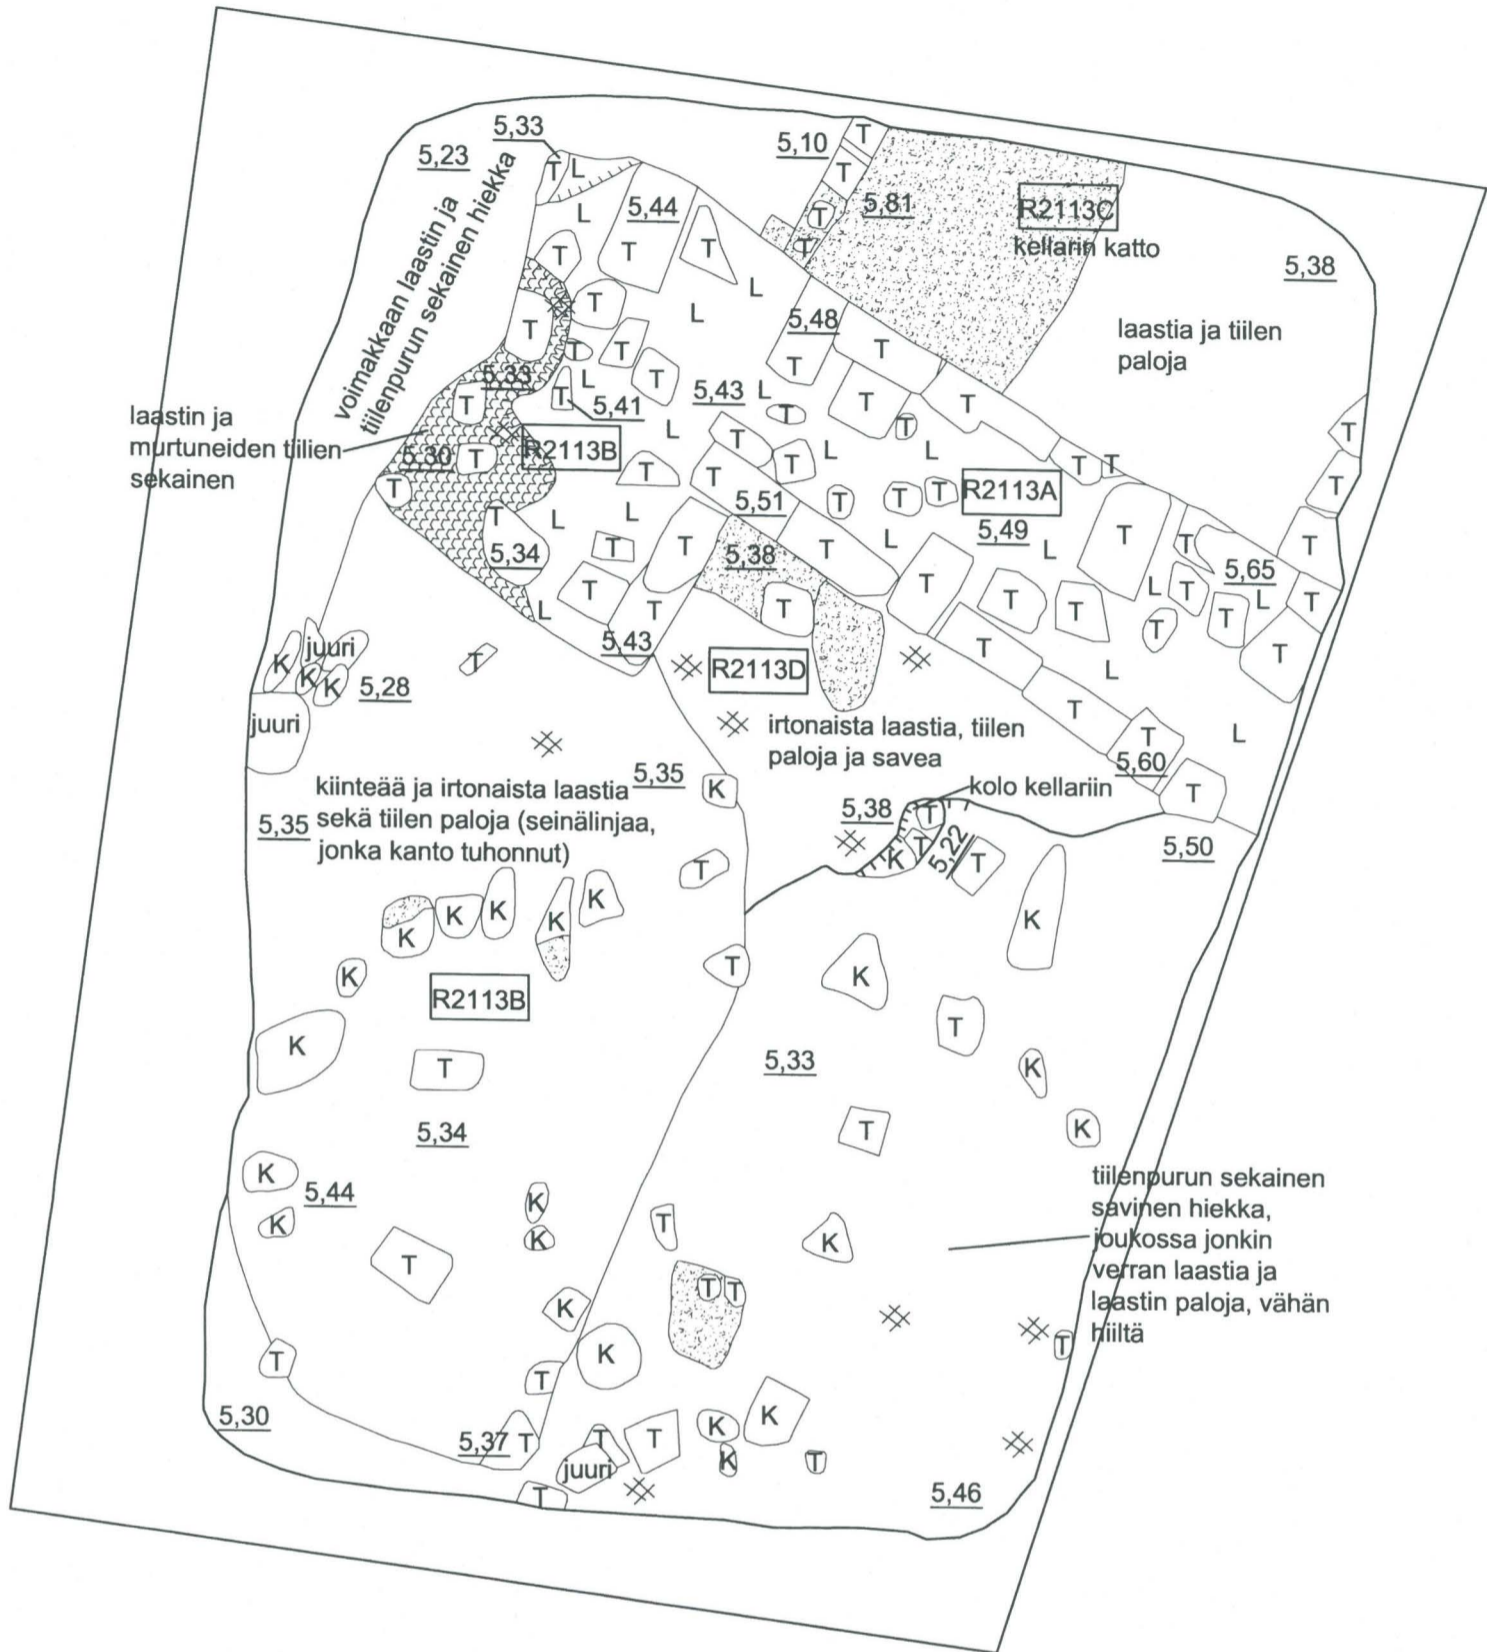 5,33
5,10
T
5,23
T L
T
voimakkaan laastin ja
tiilenpurun sekainen hiekka
L
5,44
T
5,81
R2113C
T
T
T
T
kellarin katto
5,38
L
T
L
5,48
T
T
laastia ja tiilen
paloja
T
T
T
5,33
T
L
T
5,43
L
T
T
T
5,41
T
T
T
laastin ja
murtuneiden tiilien
sekainen
L
T
L
L
R2113B
5,30
T
T
T
T
T
T
T
T
T
T
T
R2113A
5,51
T
L
L
5,49
L
T
T
T
T
5,34
T
T
5,38
T
L
T
5,65
T
T
L
T
L
T
T
L
T
T
T
T
T
T
5,43
T
T
juuri
K
K
K
T
5,28
R2113D
L
juuri
T
L
T
irtonaista laastia, tiilen
paloja ja savea
5,60
5,35
K
kolo kellariin
T
kiinteää ja irtonaista laastia
sekä tiilen paloja (seinälinjaa,
jonka kanto tuhonnut)
5,35
5,38
T
T
K
5,22
T
5,50
T
K
K
K
K
K
K
K
T
K
R2113B
K
T
T
5,33
K
5,34
T
K
K
5,44
K
K
K
T
K
T
tiilenpurun sekainen
savinen hiekka,
joukossa jonkin
verran laastia ja
laastin paloja, vähän
hiiltä
T
T
K
T
T
K
T
5,30
5,37
T
T
T
K
K
juuri
K
T
T
5,46